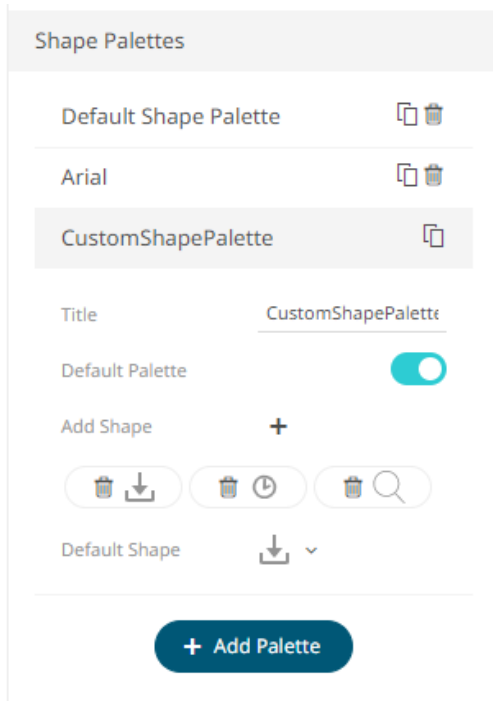 Shape Palettes
Default Shape Palette
Arial
CustomShapePalette
Title CustomShapePalette
Default Palette
Add Shape +
Default Shape
+ Add Palette